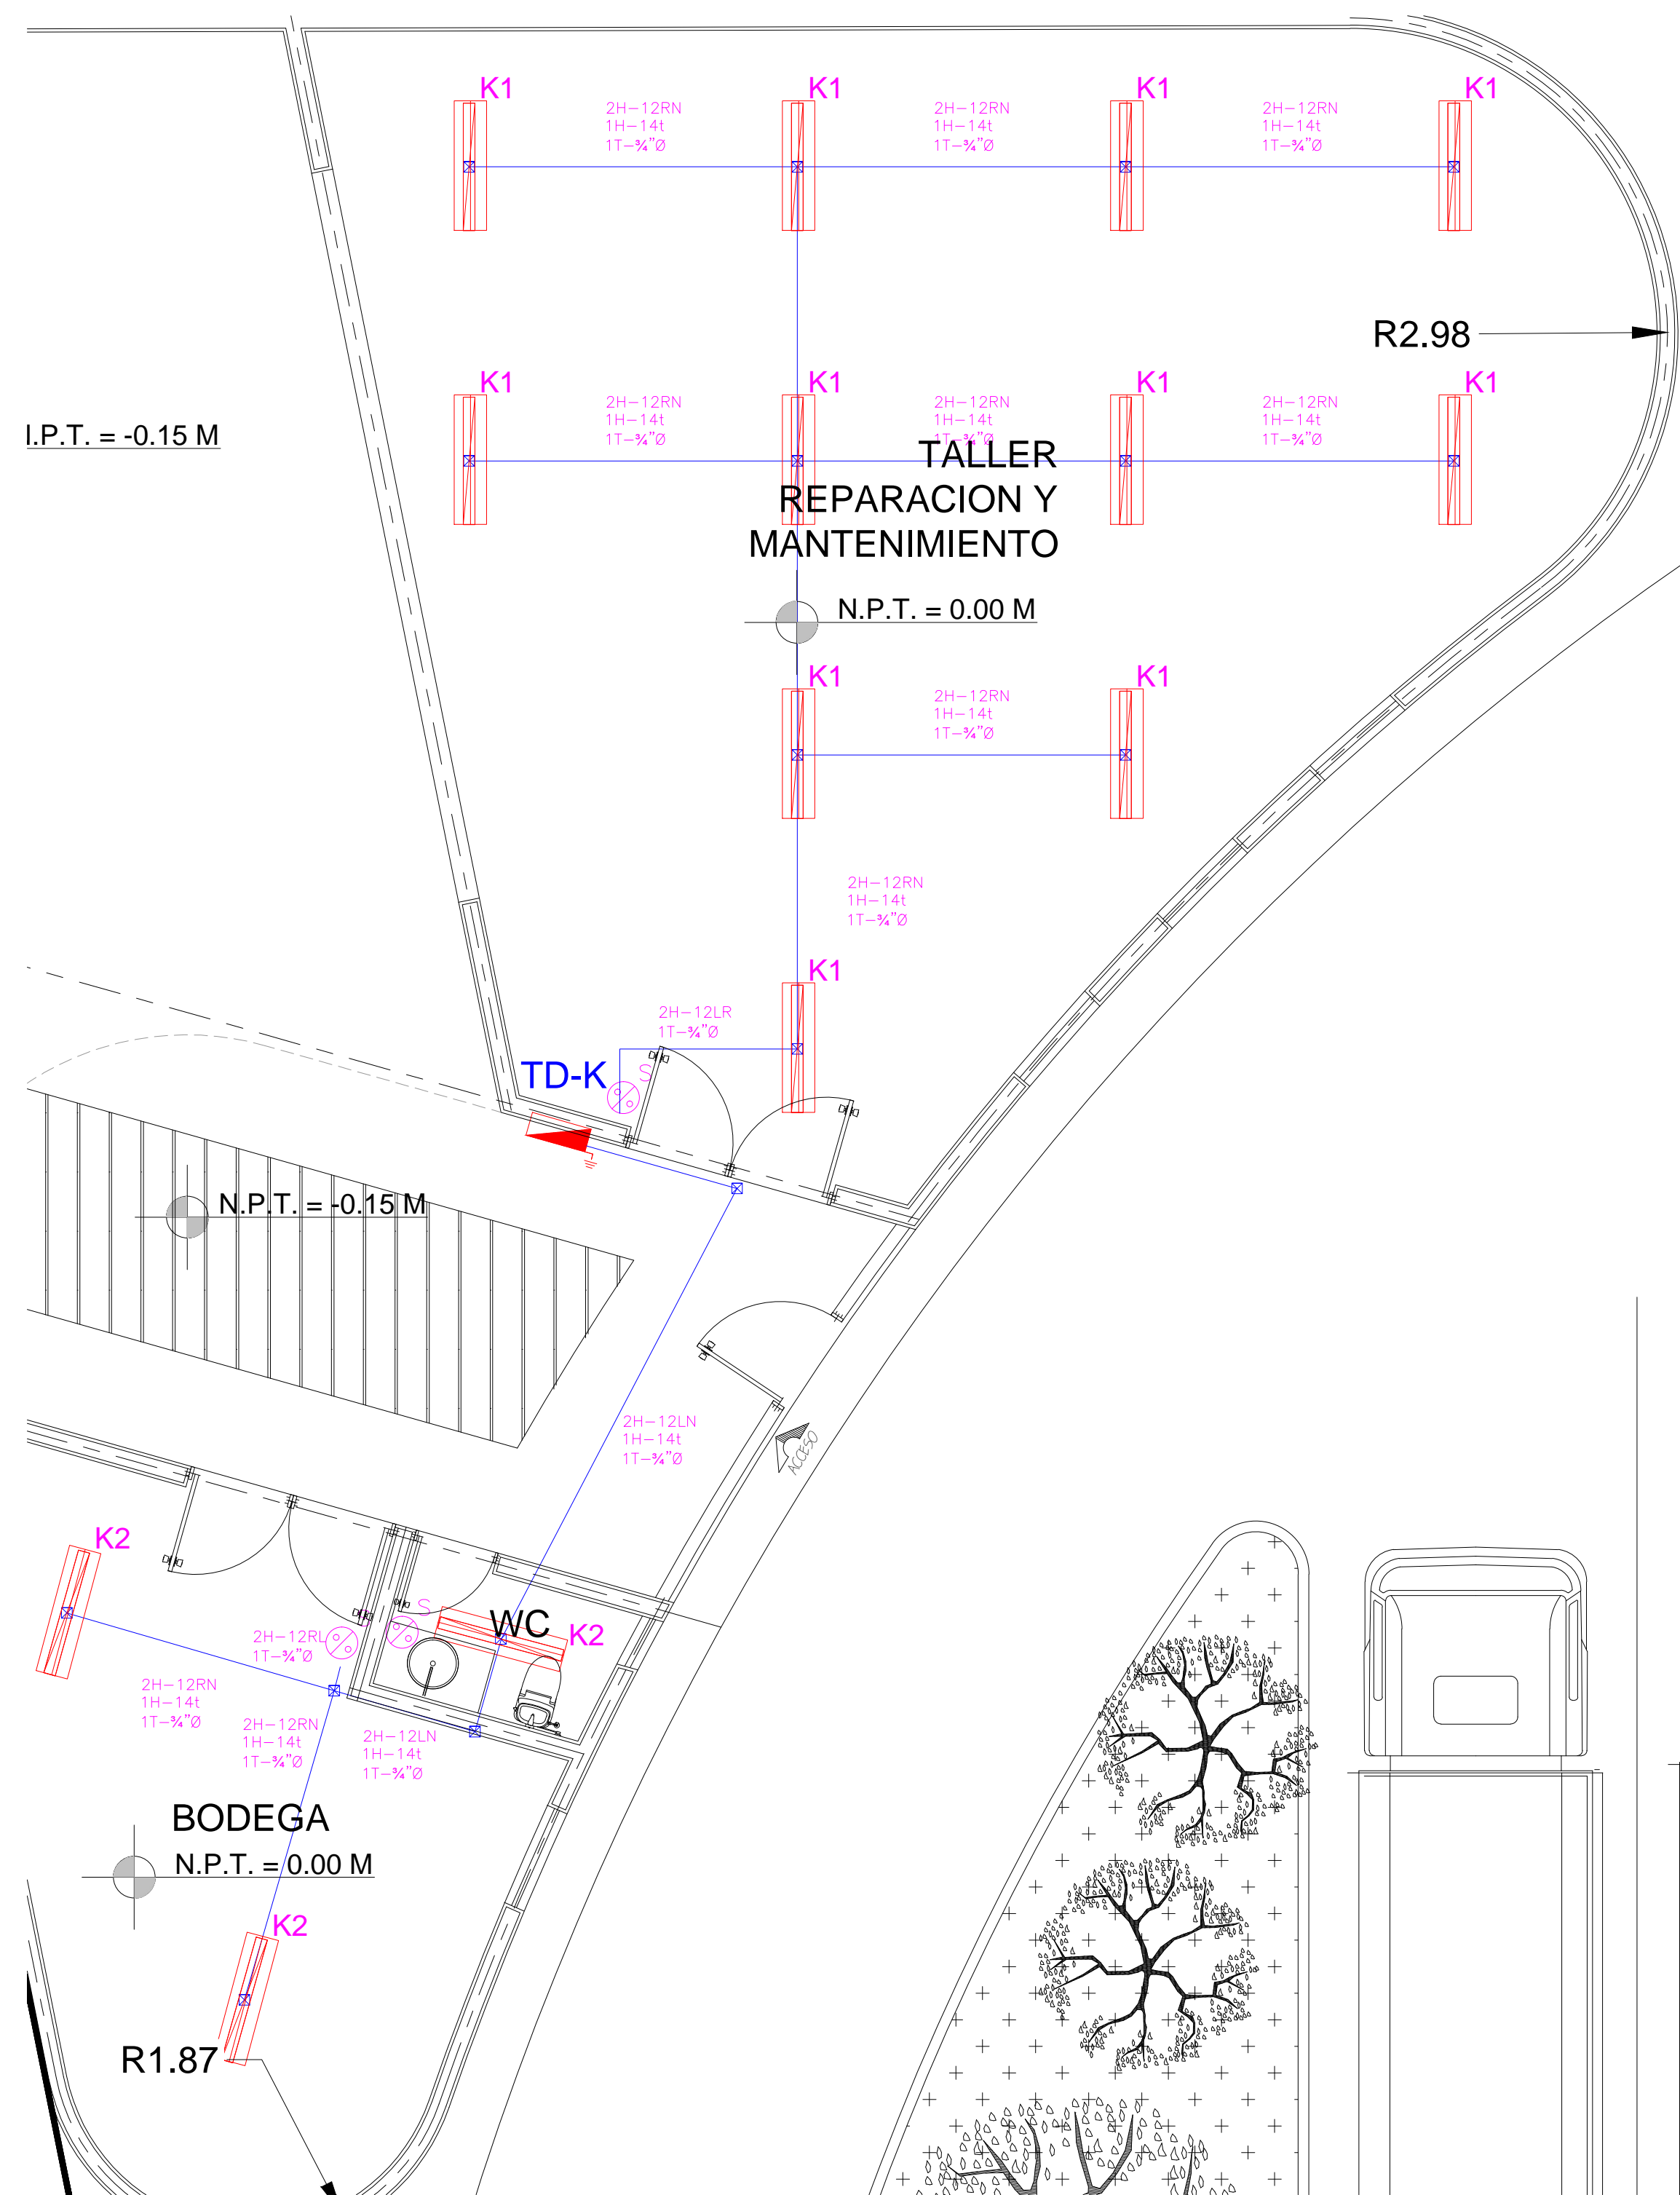 K1
K1
K1
K1
2H-12RN
1H-14t
1T-¾"Ø
2H-12RN
1H-14t
1T-¾"Ø
2H-12RN
1H-14t
1T-¾"Ø
R2.98
K1
K1
K1
K1
2H-12RN
1H-14t
1T-¾"Ø
2H-12RN
1H-14t
1T-¾"Ø
2H-12RN
1H-14t
1T-¾"Ø
.P.T. = -0.15 M
TALLER
REPARACION Y
MANTENIMIENTO
N.P.T. = 0.00 M
K1
K1
2H-12RN
1H-14t
1T-¾"Ø
2H-12RN
1H-14t
1T-¾"Ø
K1
2H-12LR
1T-¾"Ø
TD-K
S
N.P.T. = -0.15 M
2H-12LN
1H-14t
1T-¾"Ø
ACCESO
K2
S
WC
K2
2H-12RL
1T-¾"Ø
2H-12RN
1H-14t
1T-¾"Ø
2H-12RN
1H-14t
1T-¾"Ø
2H-12LN
1H-14t
1T-¾"Ø
BODEGA
N.P.T. = 0.00 M
K2
R1.87